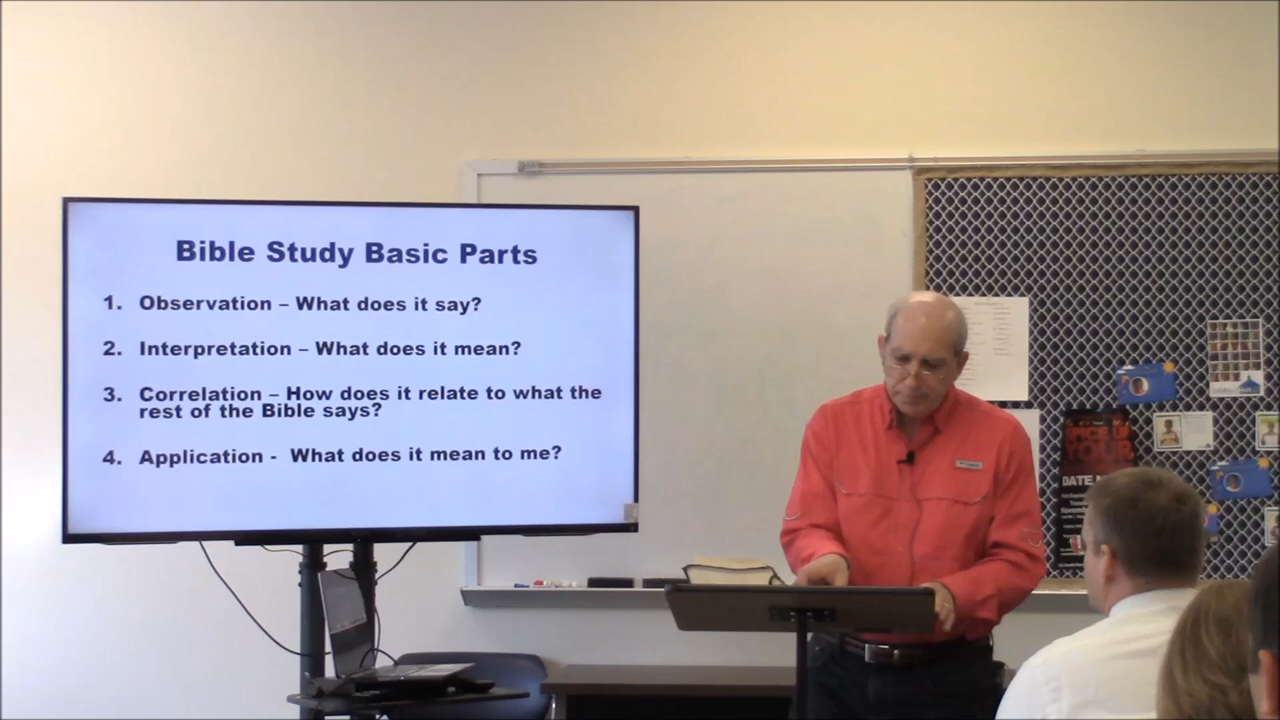 Bible Study Basic Parts
1. Observation – What does it say?
2. Interpretation – What does it mean?
3. Correlation – How does it relate to what the
rest of the Bible says?
4. Application - What does it mean to me?
DATE